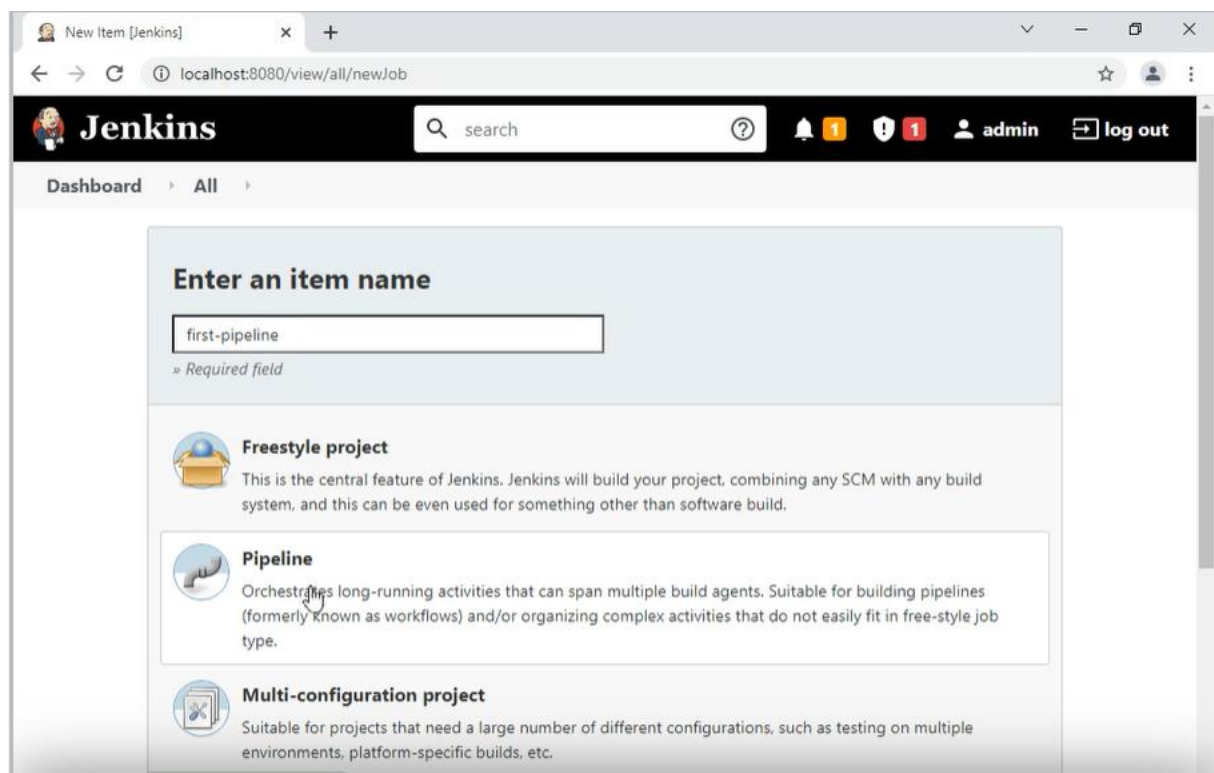 New Item [Jenkins]
localhost:8080/view/all/newJob
Jenkins
search
1
1
admin
log out
Dashboard
All
Enter an item name
first-pipeline
» Required field
Freestyle project
This is the central feature of Jenkins. Jenkins will build your project, combining any SCM with any build
system, and this can be even used for something other than software build.
Pipeline
Orchestrates long-running activities that can span multiple build agents. Suitable for building pipelines
(formerly known as workflows) and/or organizing complex activities that do not easily fit in free-style job
type.
Multi-configuration project
Suitable for projects that need a large number of different configurations, such as testing on multiple
environments, platform-specific builds, etc.